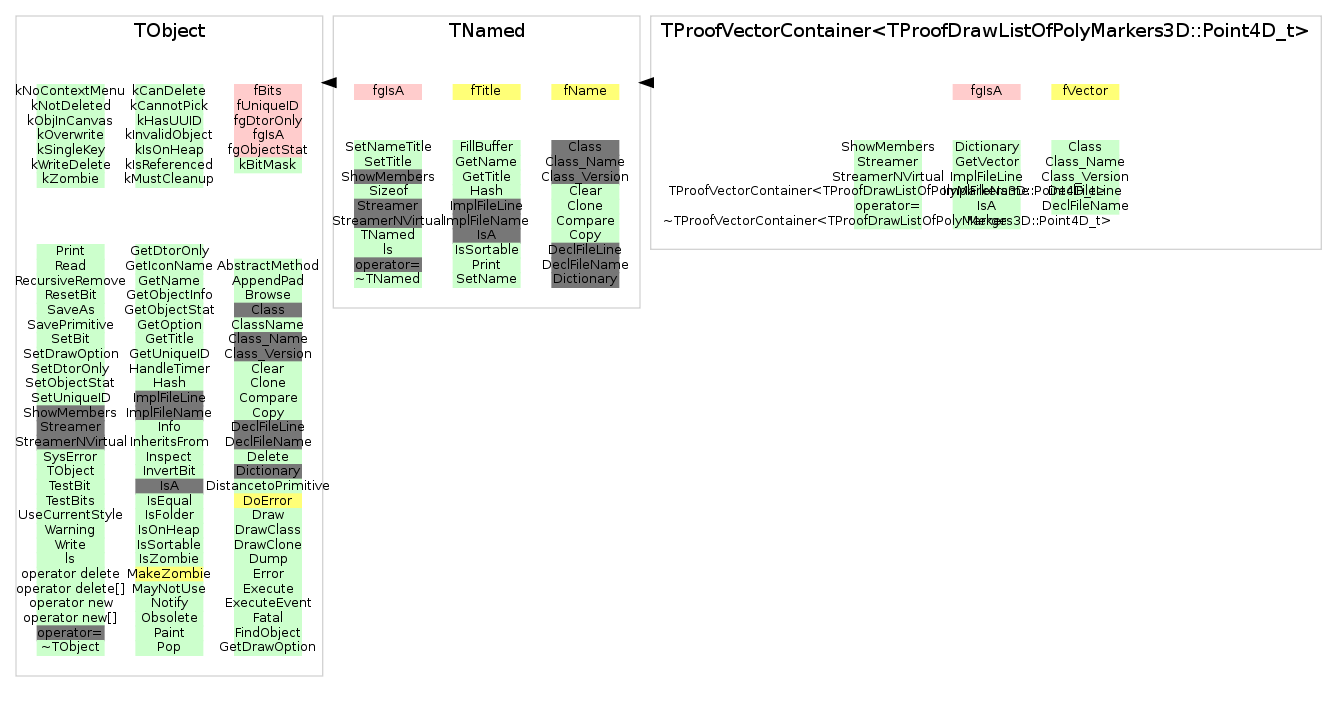 TObject
kNoContextMenu kCanDelete fBits
kNotDeleted kCannotPick fUniqueID
kObjInCanvas kHasUUID fgDtorOnly
kOverwrite kInvalidObject fgIsA
kSingleKey kIsOnHeap fgObjectStat
kWriteDelete kIsReferenced kBitMask
kZombie kMustCleanup
Print GetDtorOnly
Read GetIconName AbstractMethod
RecursiveRemove GetName AppendPad
ResetBit GetObjectInfo Browse
SaveAs GetObjectStat Class
SavePrimitive GetOption ClassName
SetBit GetTitle Class_Name
SetDrawOption GetUniqueID Class_Version
SetDtorOnly HandleTimer Clear
SetObjectStat Hash Clone
SetUniqueID ImplFileLine Compare
ShowMembers ImplFileName Copy
Streamer Info DeclFileLine
StreamerNVirtual InheritsFrom DeclFileName
SysError Inspect Delete
TObject InvertBit Dictionary
TestBit IsA DistancetoPrimitive
TestBits IsEqual DoError
UseCurrentStyle IsFolder Draw
Warning IsOnHeap DrawClass
Write IsSortable DrawClone
ls IsZombie Dump
operator delete MakeZombie Error
operator delete[] MayNotUse Execute
operator new Notify ExecuteEvent
operator new[] Obsolete Fatal
operator= Paint FindObject
~TObject Pop GetDrawOption
TNamed
fgIsA fTitle fName
SetNameTitle FillBuffer Class
SetTitle GetName Class_Name
ShowMembers GetTitle Class_Version
Sizeof Hash Clear
Streamer ImplFileLine Clone
StreamerNVirtual ImplFileName Compare
TNamed IsA Copy
ls IsSortable DeclFileLine
operator= Print DeclFileName
~TNamed SetName Dictionary
TProofVectorContainer<TProofDrawListOfPolyMarkers3D::Point4D_t>
fgIsA fVector
ShowMembers Dictionary Class
Streamer GetVector Class_Name
StreamerNVirtual ImplFileLine Class_Version
TProofVectorContainer<TProofDrawListOfPolyMarkers3D::Point4D_t> ImplFileName DeclFileLine
operator= IsA DeclFileName
~TProofVectorContainer<TProofDrawListOfPolyMarkers3D::Point4D_t> Merge